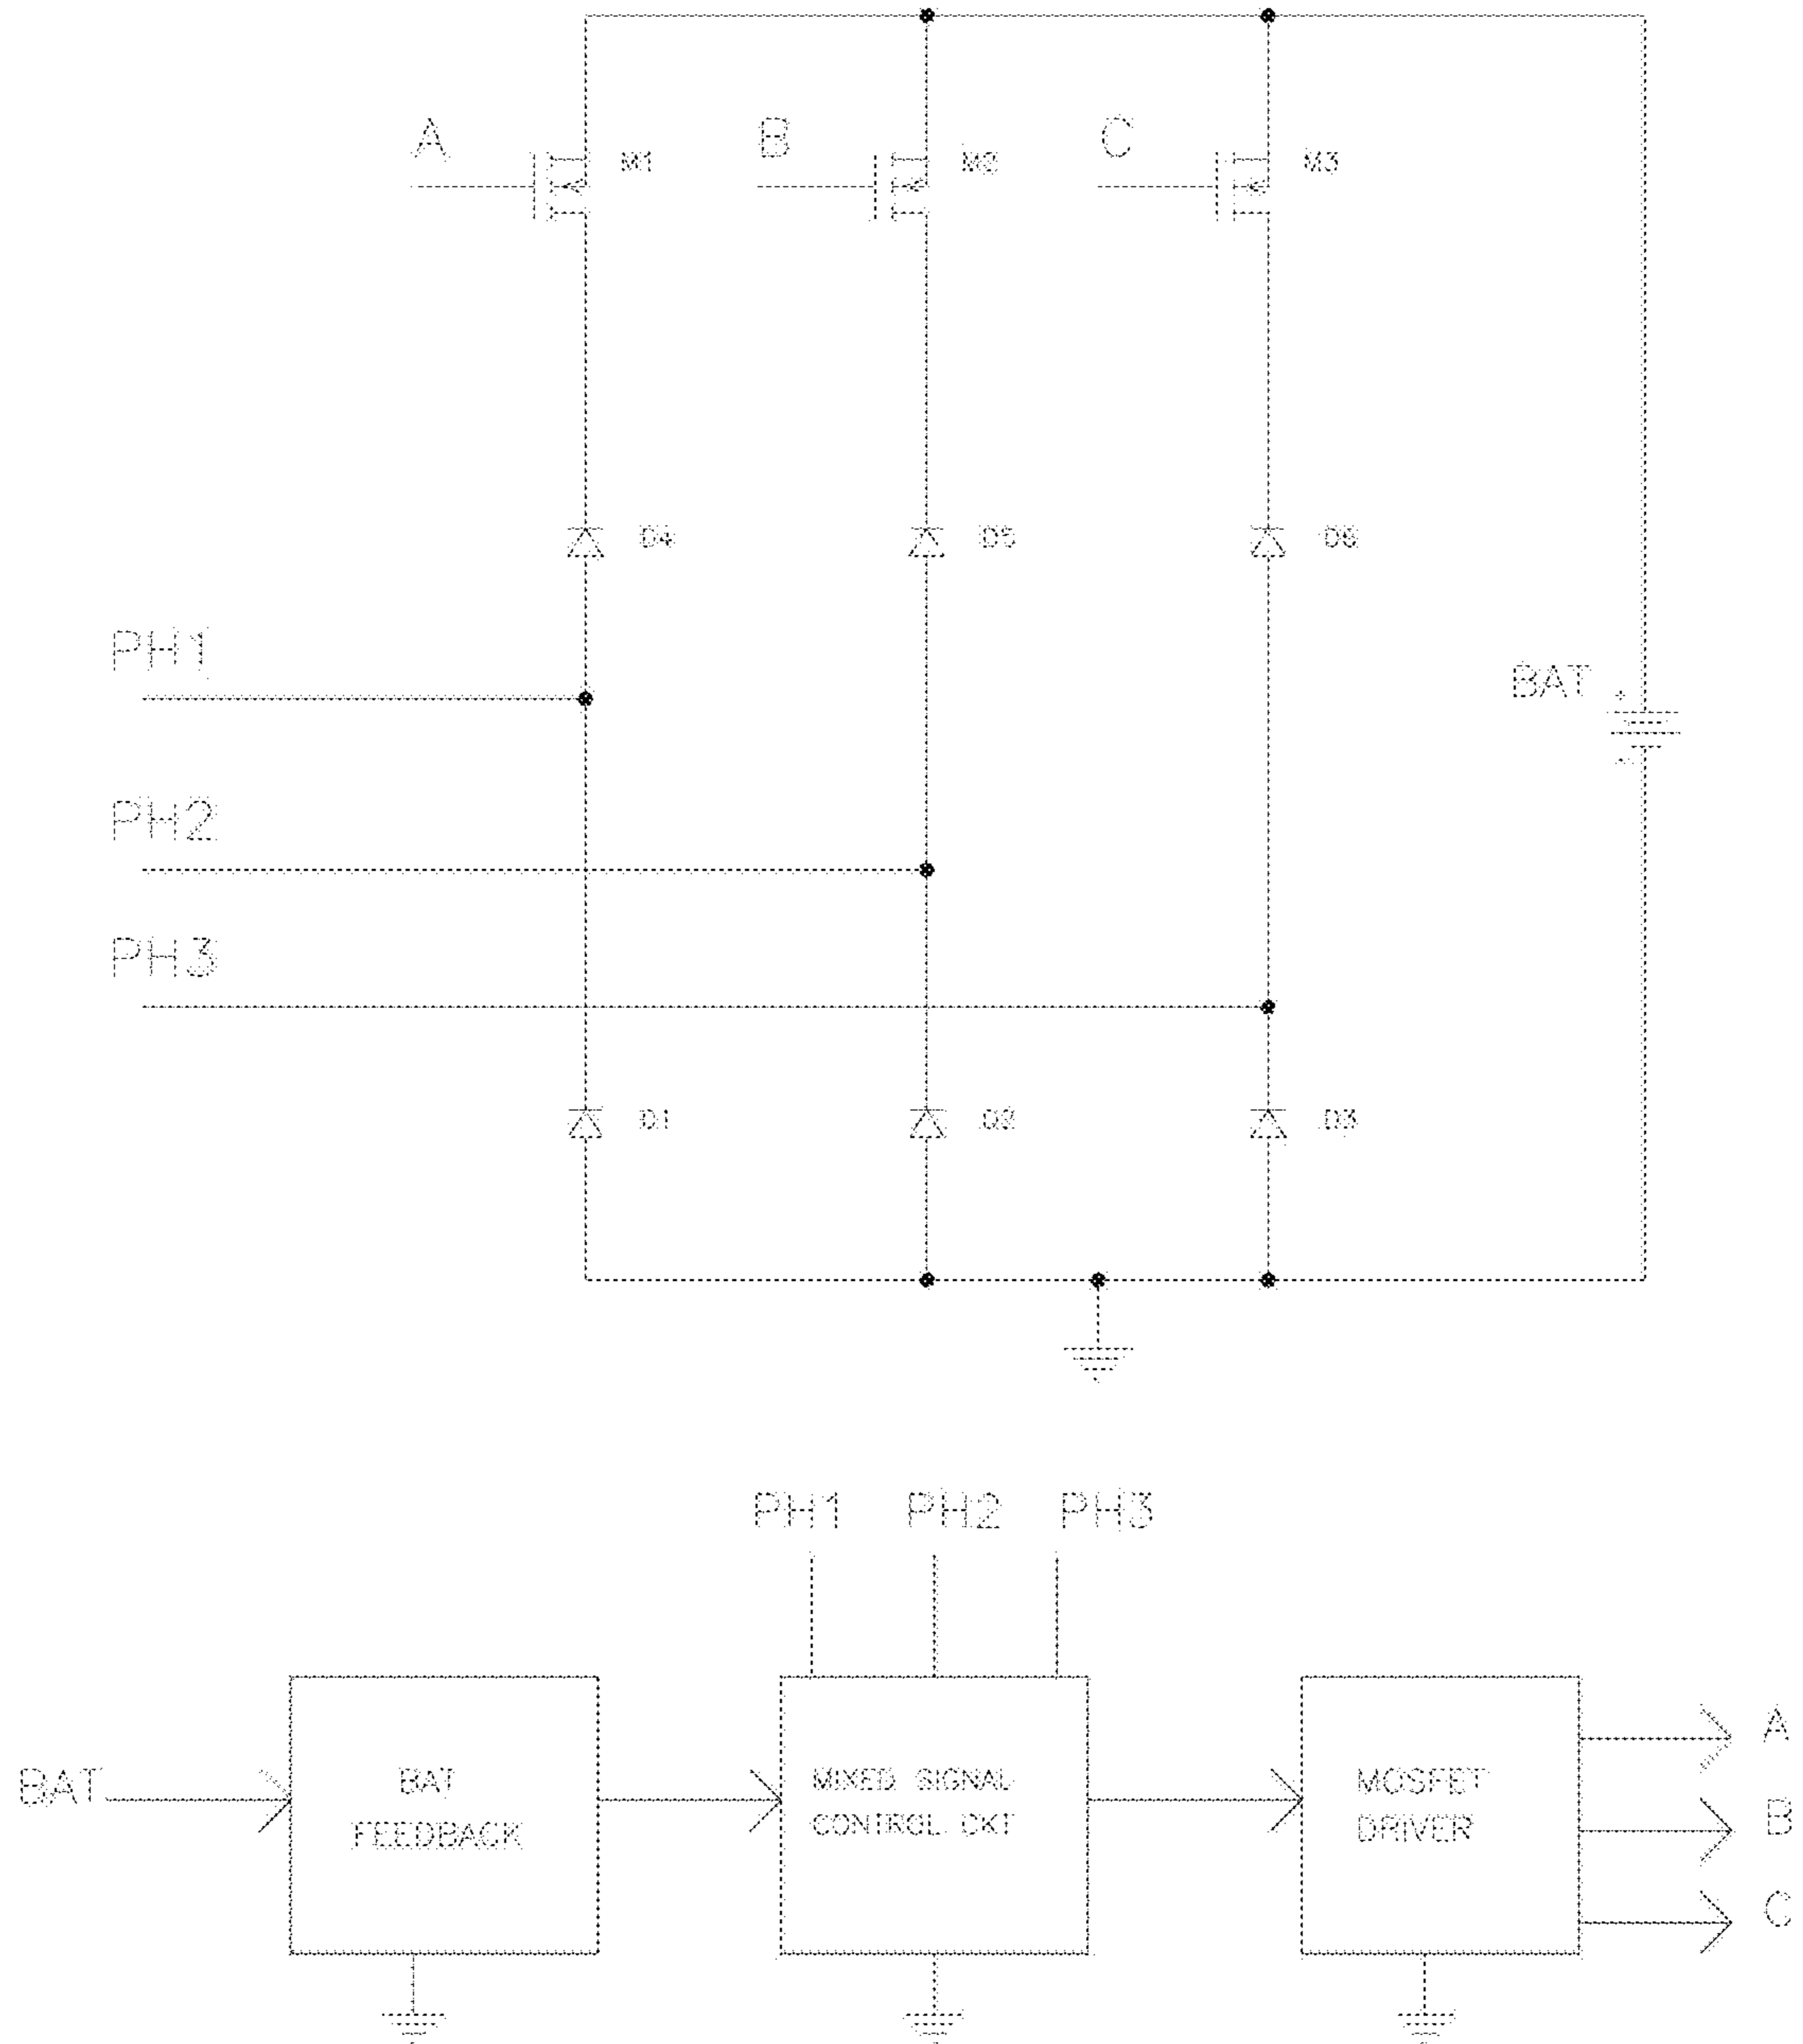 A B C
M1 M2 M3
D4 D5 D6
PH1
BAT
+
-
PH2
PH3
D1 D2 D3
PH1 PH2 PH3
BAT
BAT
FEEDBACK
MIXED SIGNAL
CONTROL CKT
MOSFET
DRIVER
A
B
C